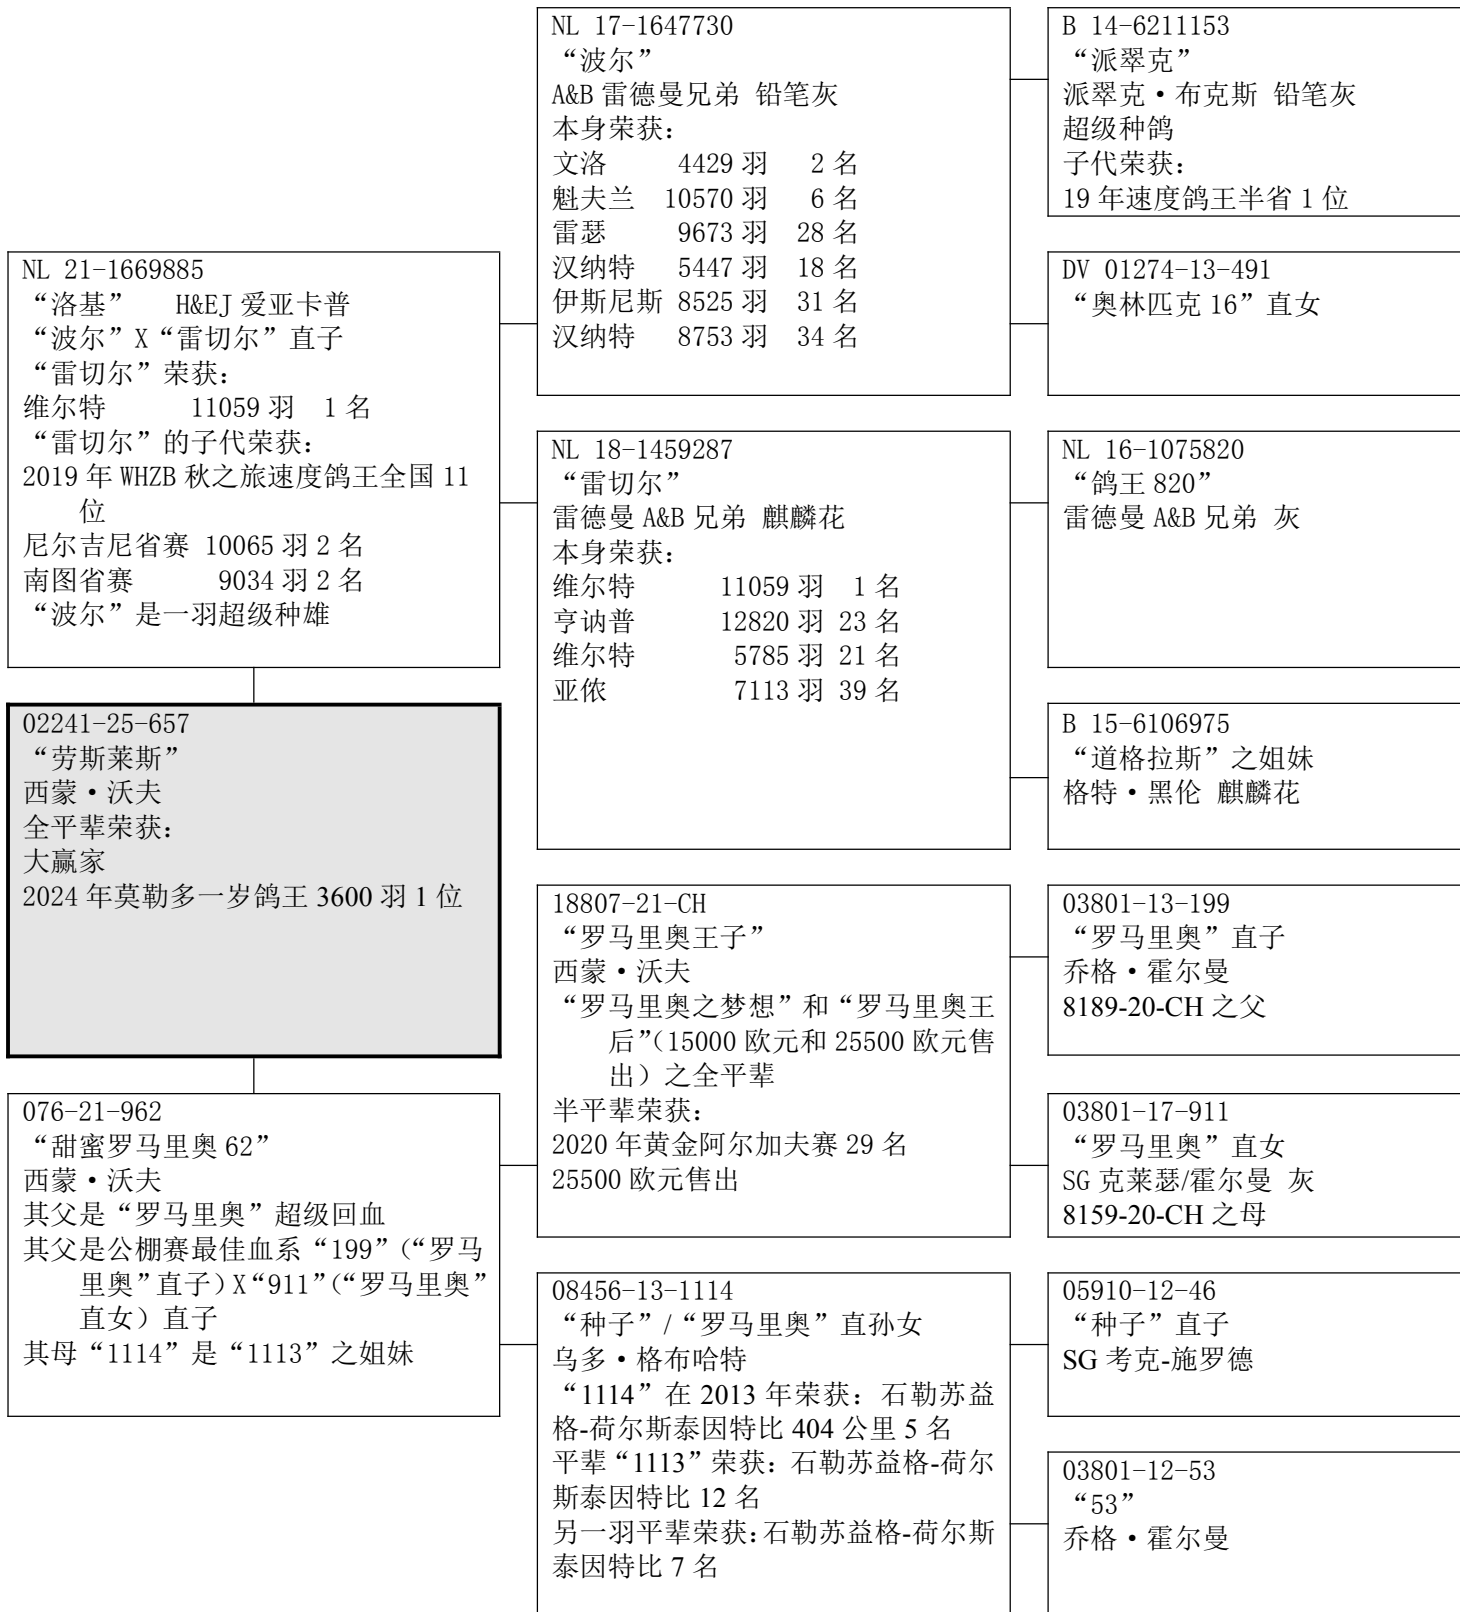 NL 21-1669885
“洛基” H&EJ 爱亚卡普
“波尔”X“雷切尔”直子
“雷切尔”荣获：
维尔特 11059 羽 1 名
“雷切尔”的子代荣获：
2019 年 WHZB 秋之旅速度鸽王全国 11
位
尼尔吉尼省赛 10065 羽 2 名
南图省赛 9034 羽 2 名
“波尔”是一羽超级种雄
02241-25-657
“劳斯莱斯”
西蒙·沃夫
全平辈荣获：
大赢家
2024 年莫勒多一岁鸽王 3600 羽 1 位
076-21-962
“甜蜜罗马里奥 62”
西蒙·沃夫
其父是“罗马里奥”超级回血
其父是公棚赛最佳血系“199”（“罗马
里奥”直子）X“911”（“罗马里奥”
直女）直子
其母“1114”是“1113”之姐妹
NL 17-1647730
“波尔”
A&B 雷德曼兄弟 铅笔灰
本身荣获：
文洛 4429 羽 2 名
魁夫兰 10570 羽 6 名
雷瑟 9673 羽 28 名
汉纳特 5447 羽 18 名
伊斯尼斯 8525 羽 31 名
汉纳特 8753 羽 34 名
NL 18-1459287
“雷切尔”
雷德曼 A&B 兄弟 麒麟花
本身荣获：
维尔特 11059 羽 1 名
亨讷普 12820 羽 23 名
维尔特 5785 羽 21 名
亚侬 7113 羽 39 名
18807-21-CH
“罗马里奥王子”
西蒙·沃夫
“罗马里奥之梦想”和“罗马里奥王
后”（15000 欧元和 25500 欧元售
出）之全平辈
半平辈荣获：
2020 年黄金阿尔加夫赛 29 名
25500 欧元售出
08456-13-1114
“种子”/“罗马里奥”直孙女
乌多·格布哈特
“1114”在 2013 年荣获：石勒苏益
格-荷尔斯泰因特比 404 公里 5 名
平辈“1113”荣获：石勒苏益格-荷尔
斯泰因特比 12 名
另一羽平辈荣获：石勒苏益格-荷尔斯
泰因特比 7 名
B 14-6211153
“派翠克”
派翠克·布克斯 铅笔灰
超级种鸽
子代荣获：
19 年速度鸽王半省 1 位
DV 01274-13-491
“奥林匹克 16”直女
NL 16-1075820
“鸽王 820”
雷德曼 A&B 兄弟 灰
B 15-6106975
“道格拉斯”之姐妹
格特·黑伦 麒麟花
03801-13-199
“罗马里奥”直子
乔格·霍尔曼
8189-20-CH 之父
03801-17-911
“罗马里奥”直女
SG 克莱瑟/霍尔曼 灰
8159-20-CH 之母
05910-12-46
“种子”直子
SG 考克-施罗德
03801-12-53
“53”
乔格·霍尔曼